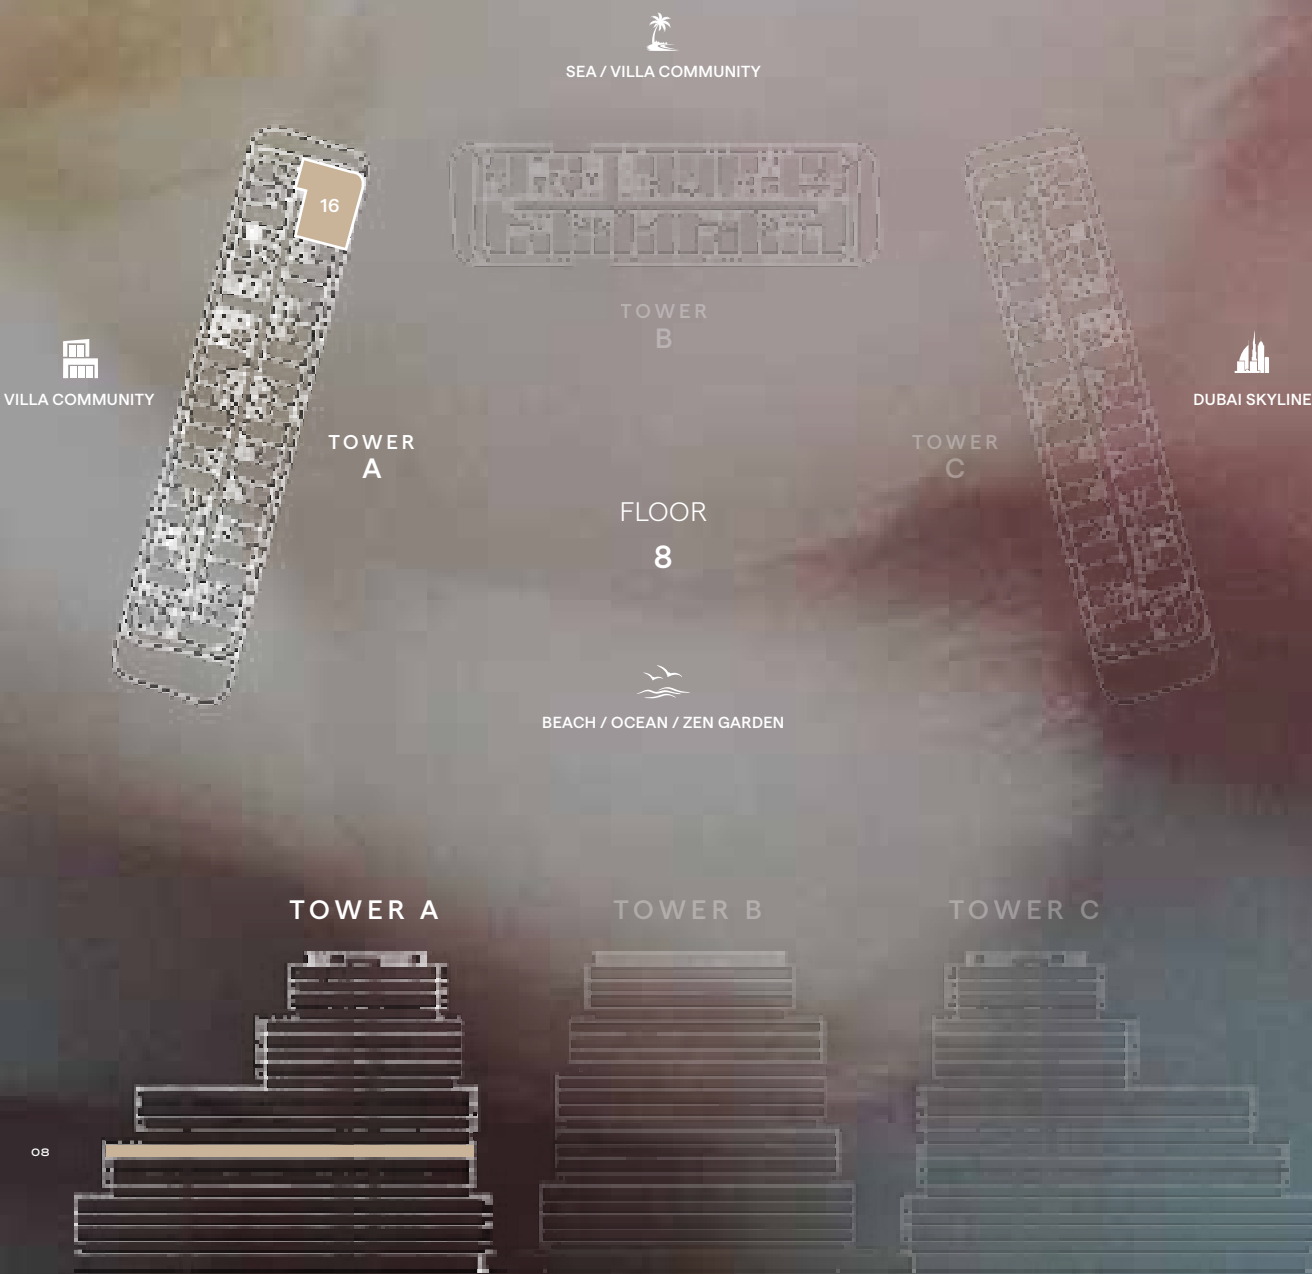 SEA / VILLA COMMUNITY
16
TOWER
B
VILLA COMMUNITY
DUBAI SKYLINE
TOWER
A
TOWER
C
FLOOR
8
BEACH / OCEAN / ZEN GARDEN
TOWER A
TOWER B
TOWER C
08